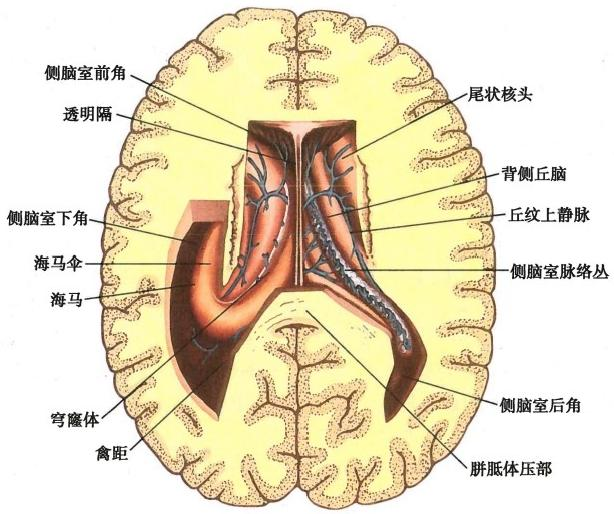 侧脑室前角
透明隔
侧脑室下角
海马伞
海马
穹窿体
禽距
尾状核头
背侧丘脑
丘纹上静脉
侧脑室脉络丛
侧脑室后角
胼胝体压部